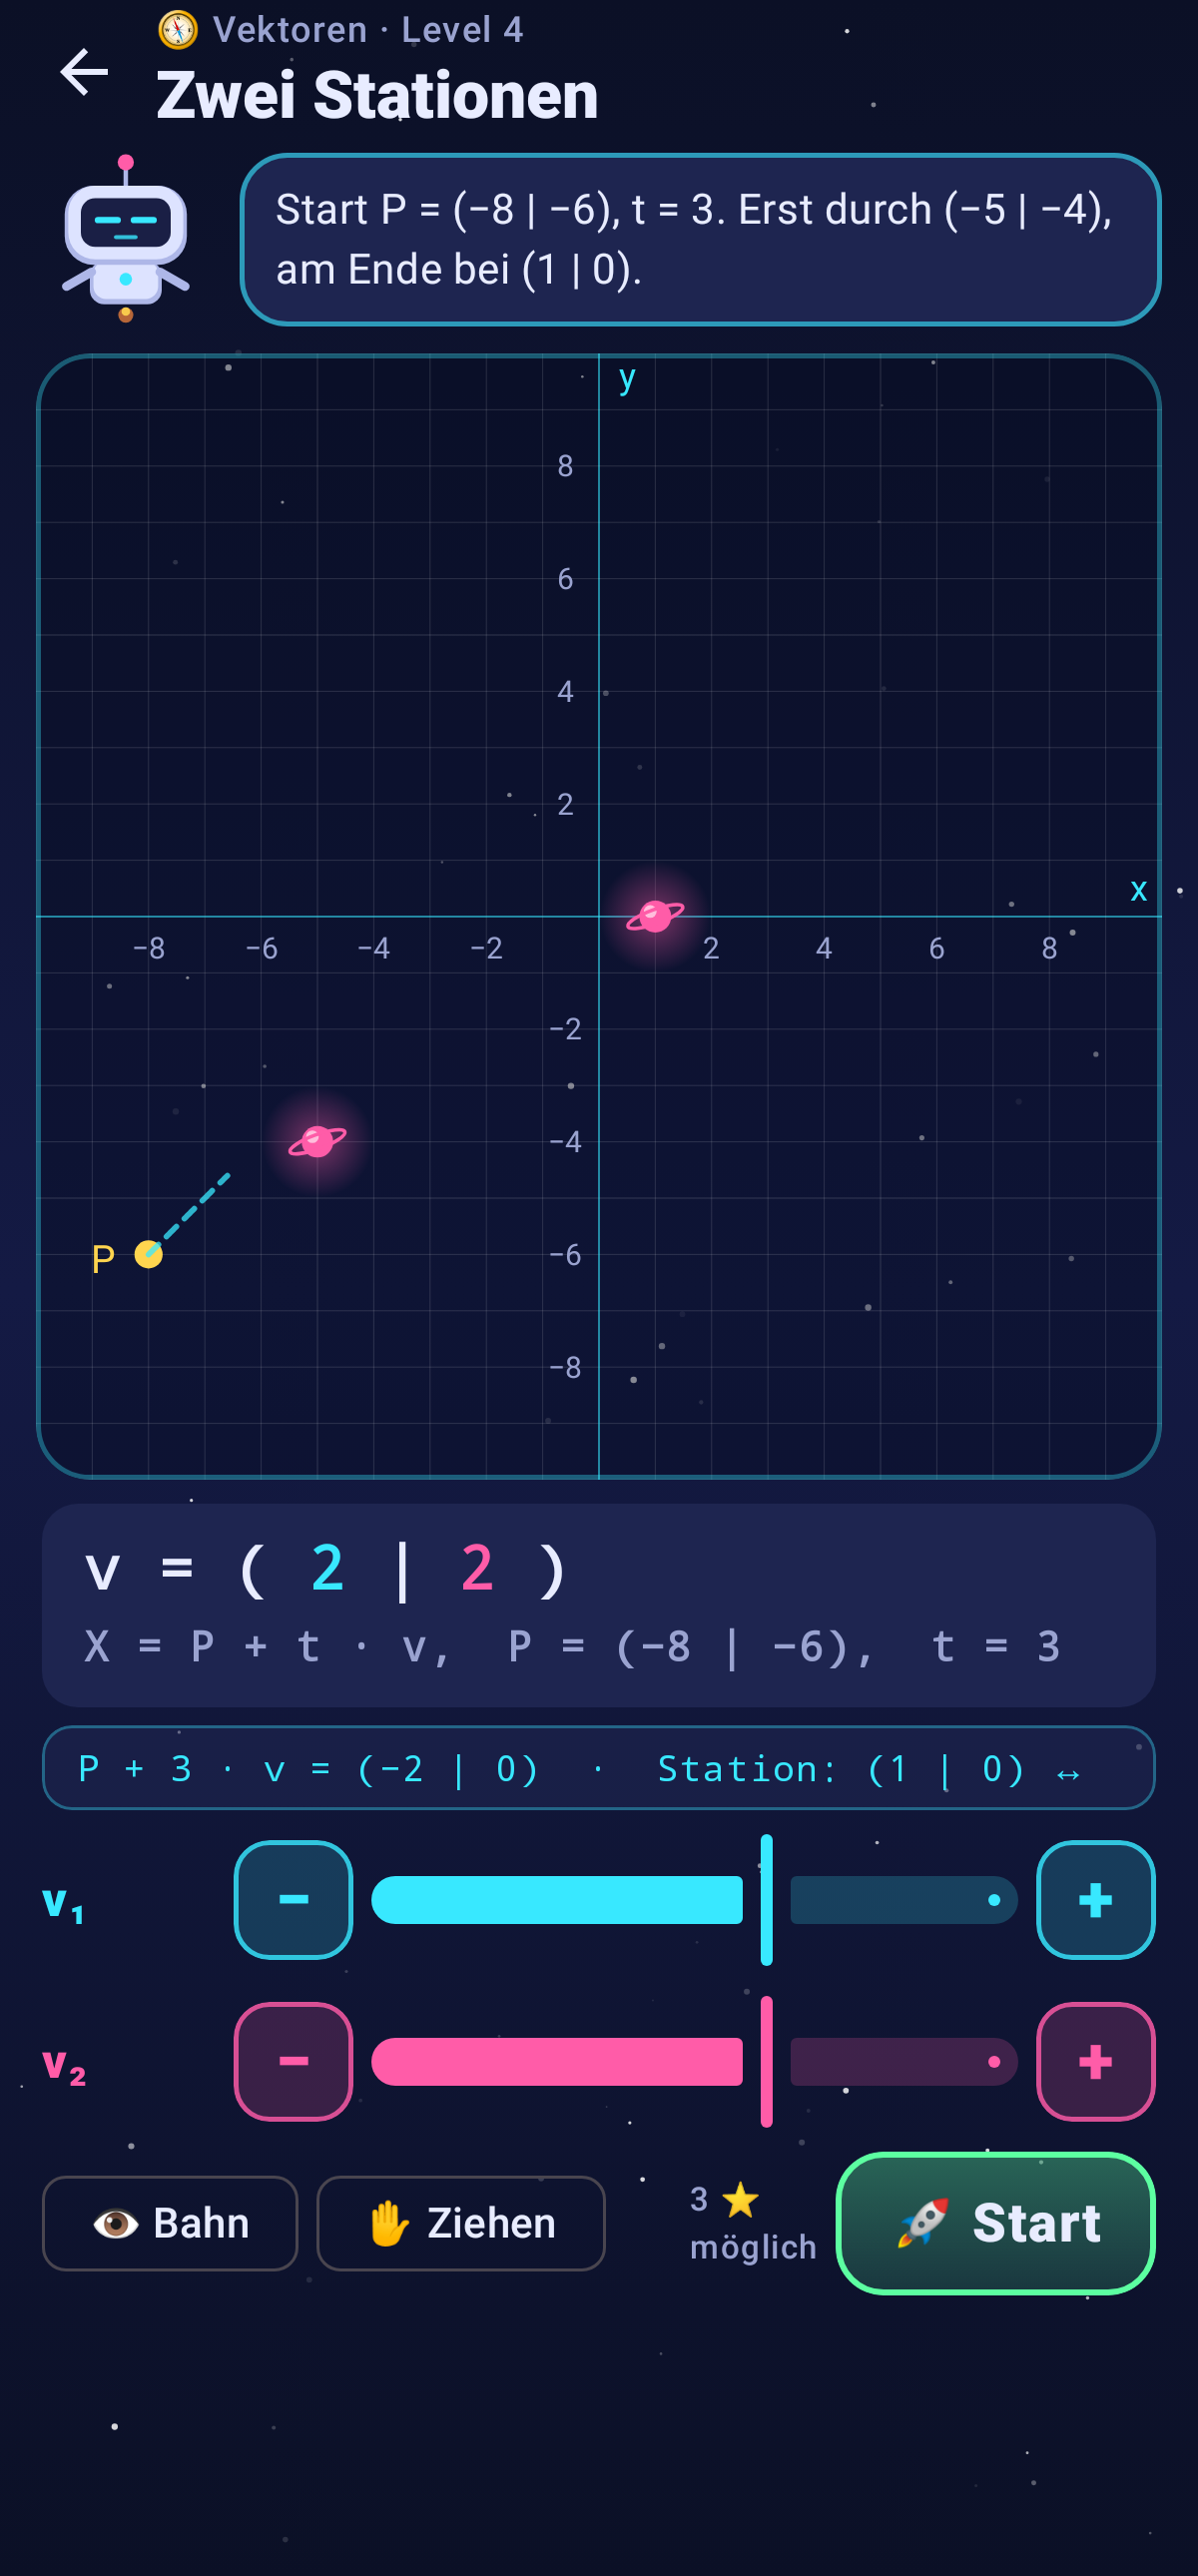 Vektoren · Level 4
Zwei Stationen
Start P = (−8 | −6), t = 3. Erst durch (−5 | −4),
am Ende bei (1 | 0).
y
8
6
4
2
x
−8 −6 −4 −2 2 4 6 8
−2
−4
P
−6
−8
v = ( 2 | 2 )
X = P + t · v, P = (−8 | −6), t = 3
P + 3 · v = (−2 | 0) · Station: (1 | 0) ↔
v₁ − +
v₂ − +
Bahn
Ziehen
3 ⭐
möglich
Start